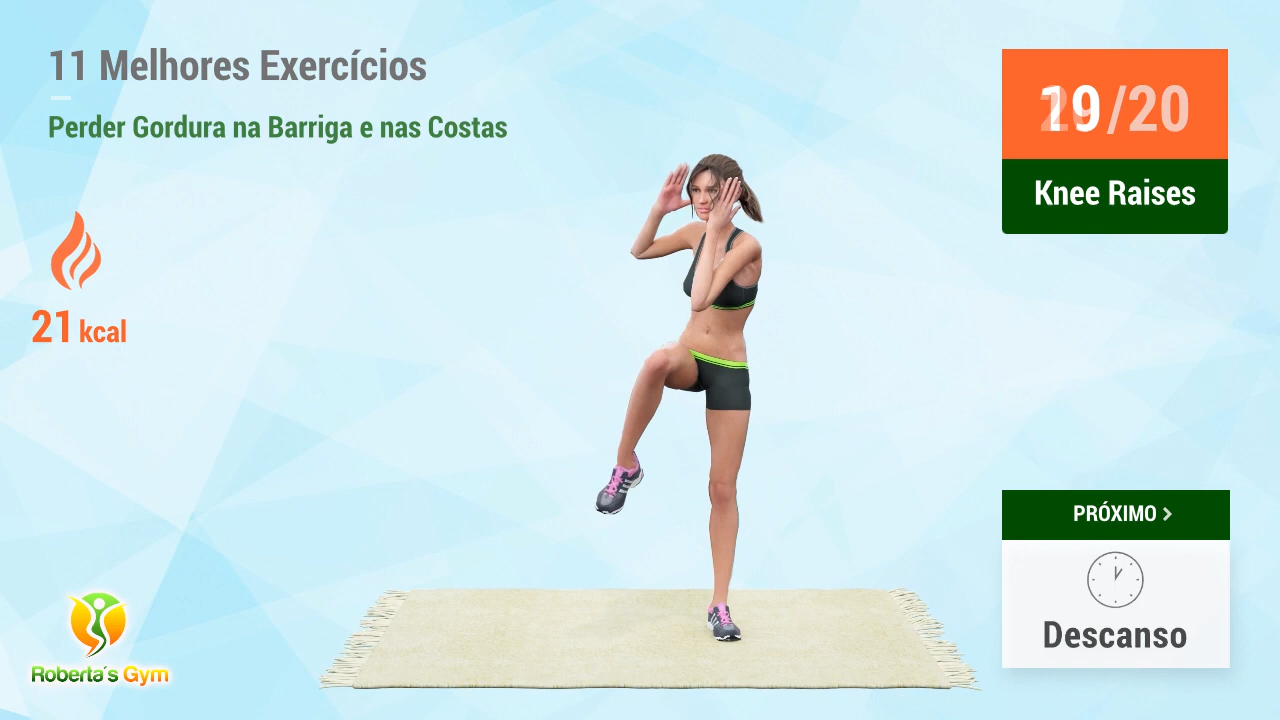 11 Melhores Exercícios
Perder Gordura na Barriga e nas Costas
19/20
Knee Raises
21 kcal
PRÓXIMO >
Descanso
Roberta´s Gym